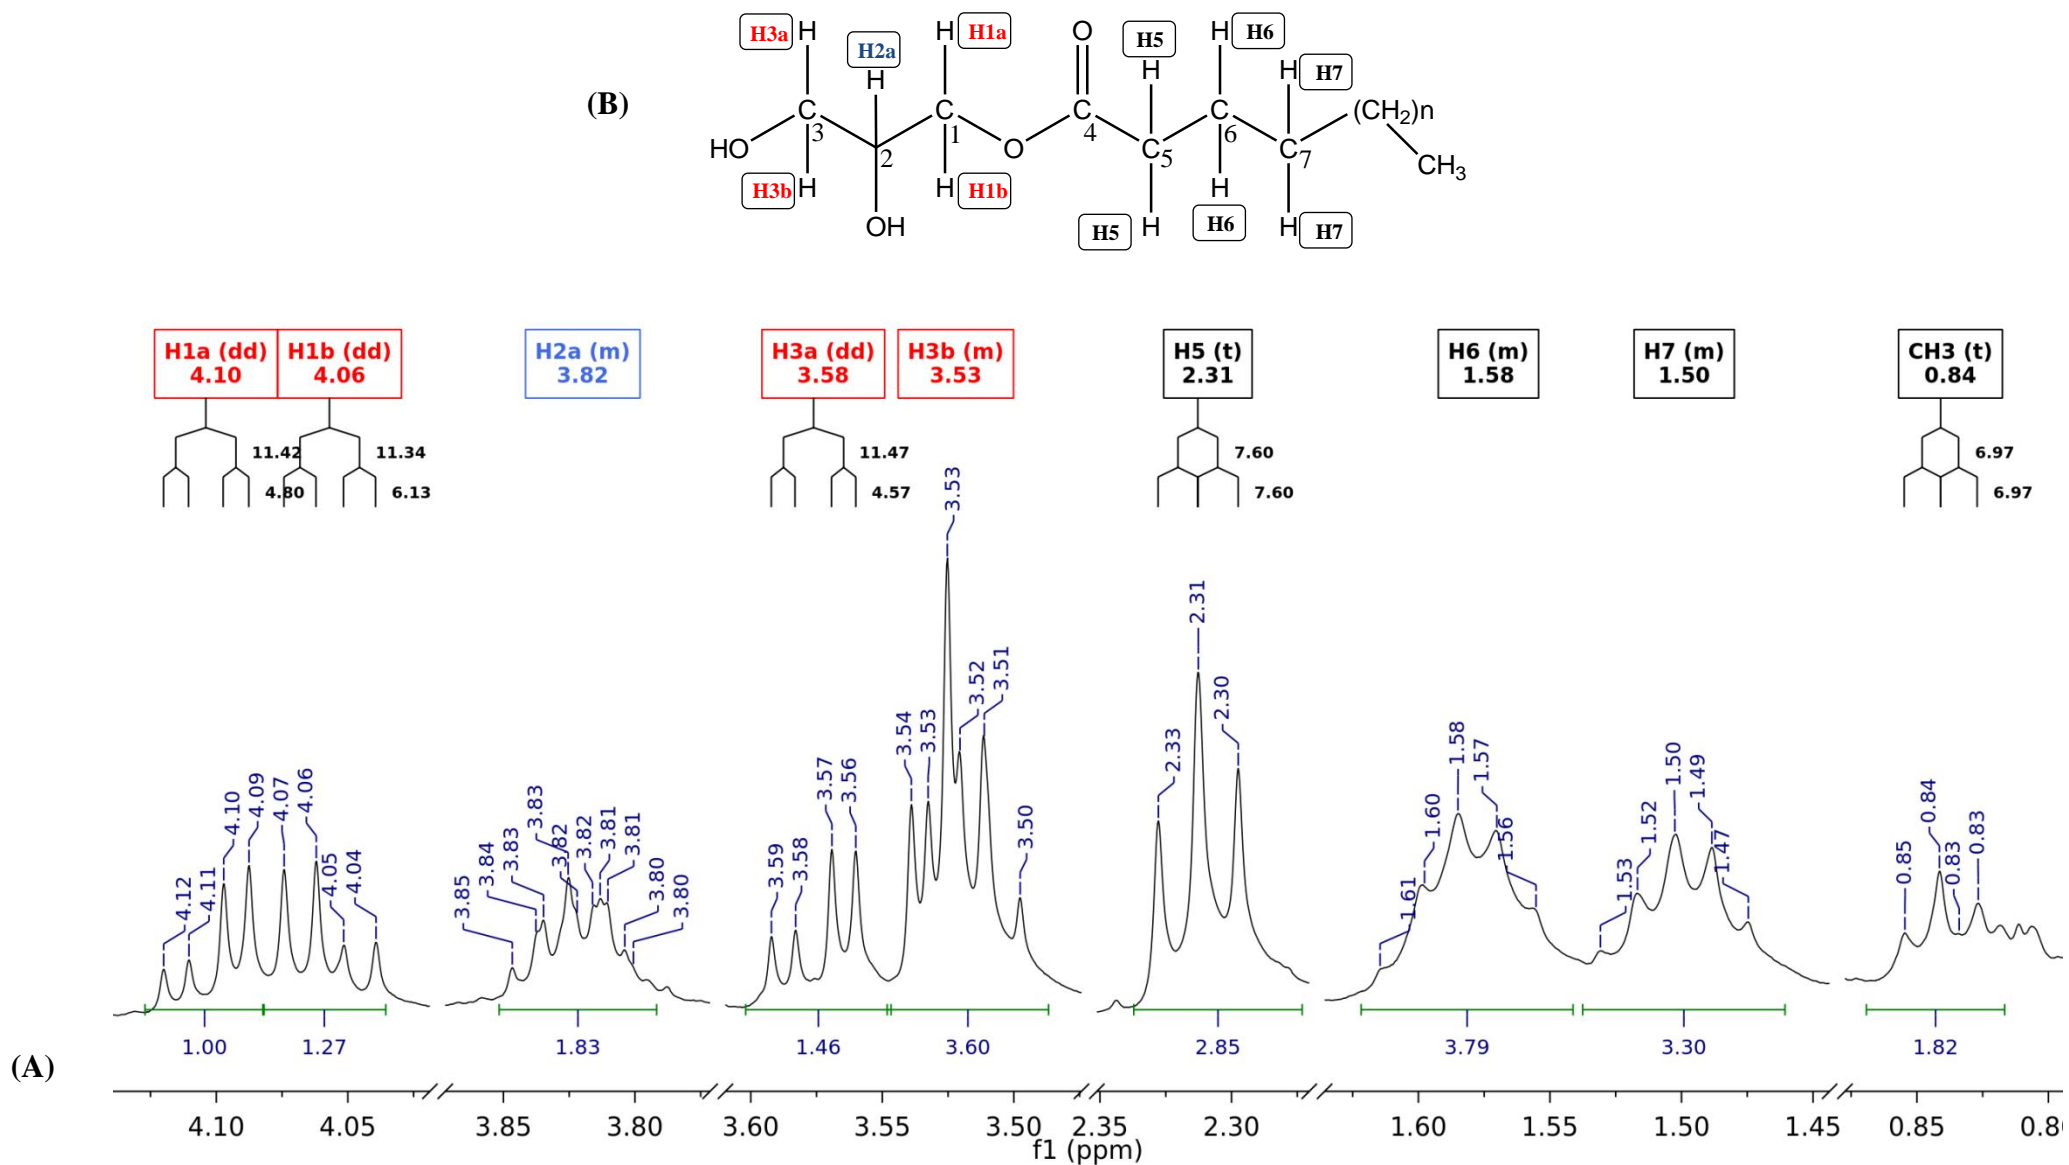 (B)
H3a H
H2a
H
H H1a
O
H5
H
H H6
H H7
C 3
2
C 1
O
C 4
C 5
C 6
C 7
(CH2)n
CH3
HO
H3b H
OH
H H1b
H5 H
H
H6
H H7
H1a (dd)
4.10
H1b (dd)
4.06
H2a (m)
3.82
H3a (dd)
3.58
H3b (m)
3.53
H5 (t)
2.31
H6 (m)
1.58
H7 (m)
1.50
CH3 (t)
0.84
11.42 11.34 11.47 7.60 6.97
4.80 6.13 4.57 7.60 6.97
4.12 4.11 4.10 4.09 4.07 4.06 4.05 4.04
3.85 3.84 3.83 3.83 3.82 3.82 3.81 3.81 3.80 3.80
3.59 3.58 3.57 3.56 3.54 3.53 3.53 3.52 3.51 3.50
2.33 2.31 2.30
1.61 1.60 1.58 1.57 1.56
1.53 1.52 1.50 1.49 1.47
0.85 0.84 0.83 0.83
1.00 1.27 1.83 1.46 3.60 2.85 3.79 3.30 1.82
(A)
4.10 4.05 3.85 3.80 3.60 3.55 3.50 2.35 2.30 1.60 1.55 1.50 1.45 0.85
f1 (ppm)